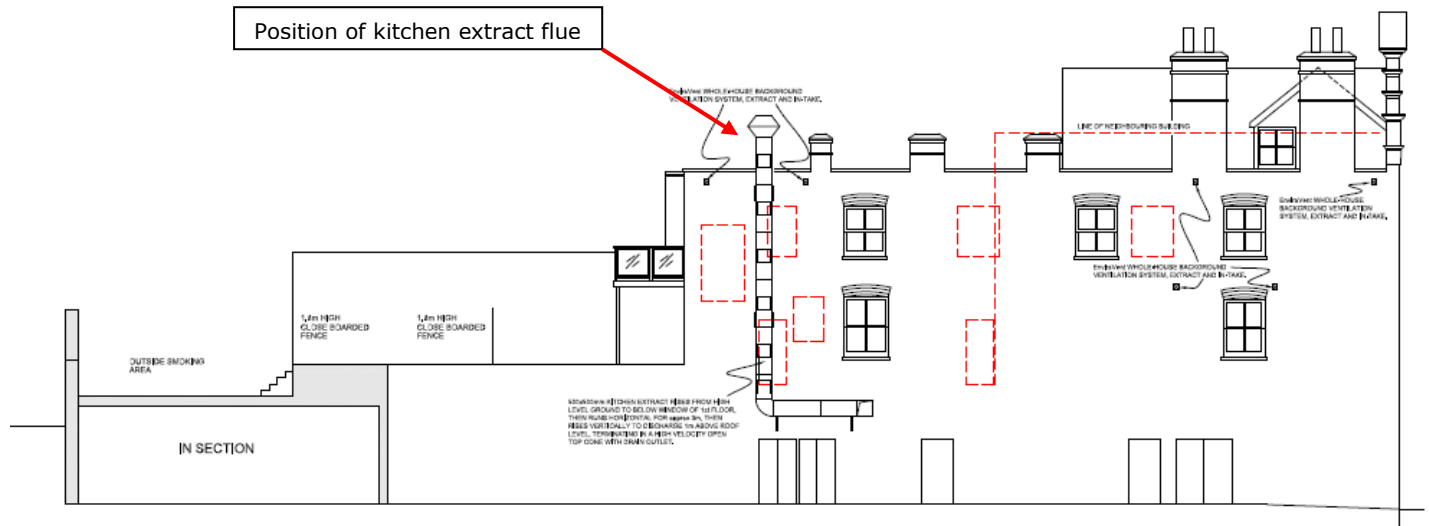 Position of kitchen extract flue
EnviroVent WHOLE-HOUSE BACKGROUND
VENTILATION SYSTEM, EXTRACT AND IN-TAKE.
LINE OF NEIGHBOURING BUILDING
EnviroVent WHOLE-HOUSE
BACKGROUND VENTILATION
SYSTEM, EXTRACT AND IN-TAKE.
EnviroVent WHOLE-HOUSE BACKGROUND
VENTILATION SYSTEM, EXTRACT AND IN-TAKE.
1.8m HIGH
CLOSE BOARDED
FENCE
1.8m HIGH
CLOSE BOARDED
FENCE
OUTSIDE SMOKING
AREA
500x500mm KITCHEN EXTRACT RISES FROM HIGH
LEVEL GROUND TO BELOW WINDOW OF 1st FLOOR,
THEN RUNS HORIZONTAL FOR approx 3m, THEN
RISES VERTICALLY TO DISCHARGE 1m ABOVE ROOF
LEVEL, TERMINATING IN A HIGH VELOCITY OPEN
TOP CONE WITH DRAIN OUTLET.
IN SECTION